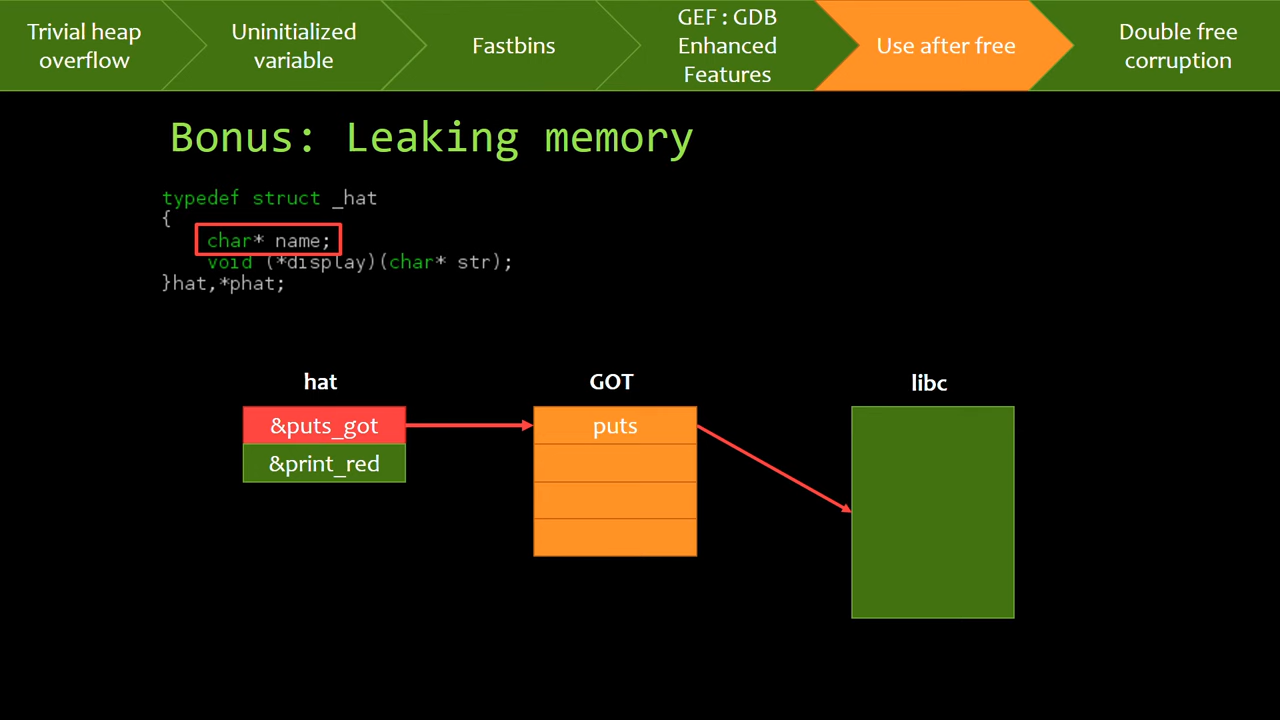 Trivial heap
overflow
Uninitialized
variable
Fastbins
GEF : GDB
Enhanced
Features
Use after free
Double free
corruption
Bonus: Leaking memory
typedef struct _hat
{
char* name;
void (*display)(char* str);
}hat,*phat;
hat
GOT
libc
&puts_got
puts
&print_red